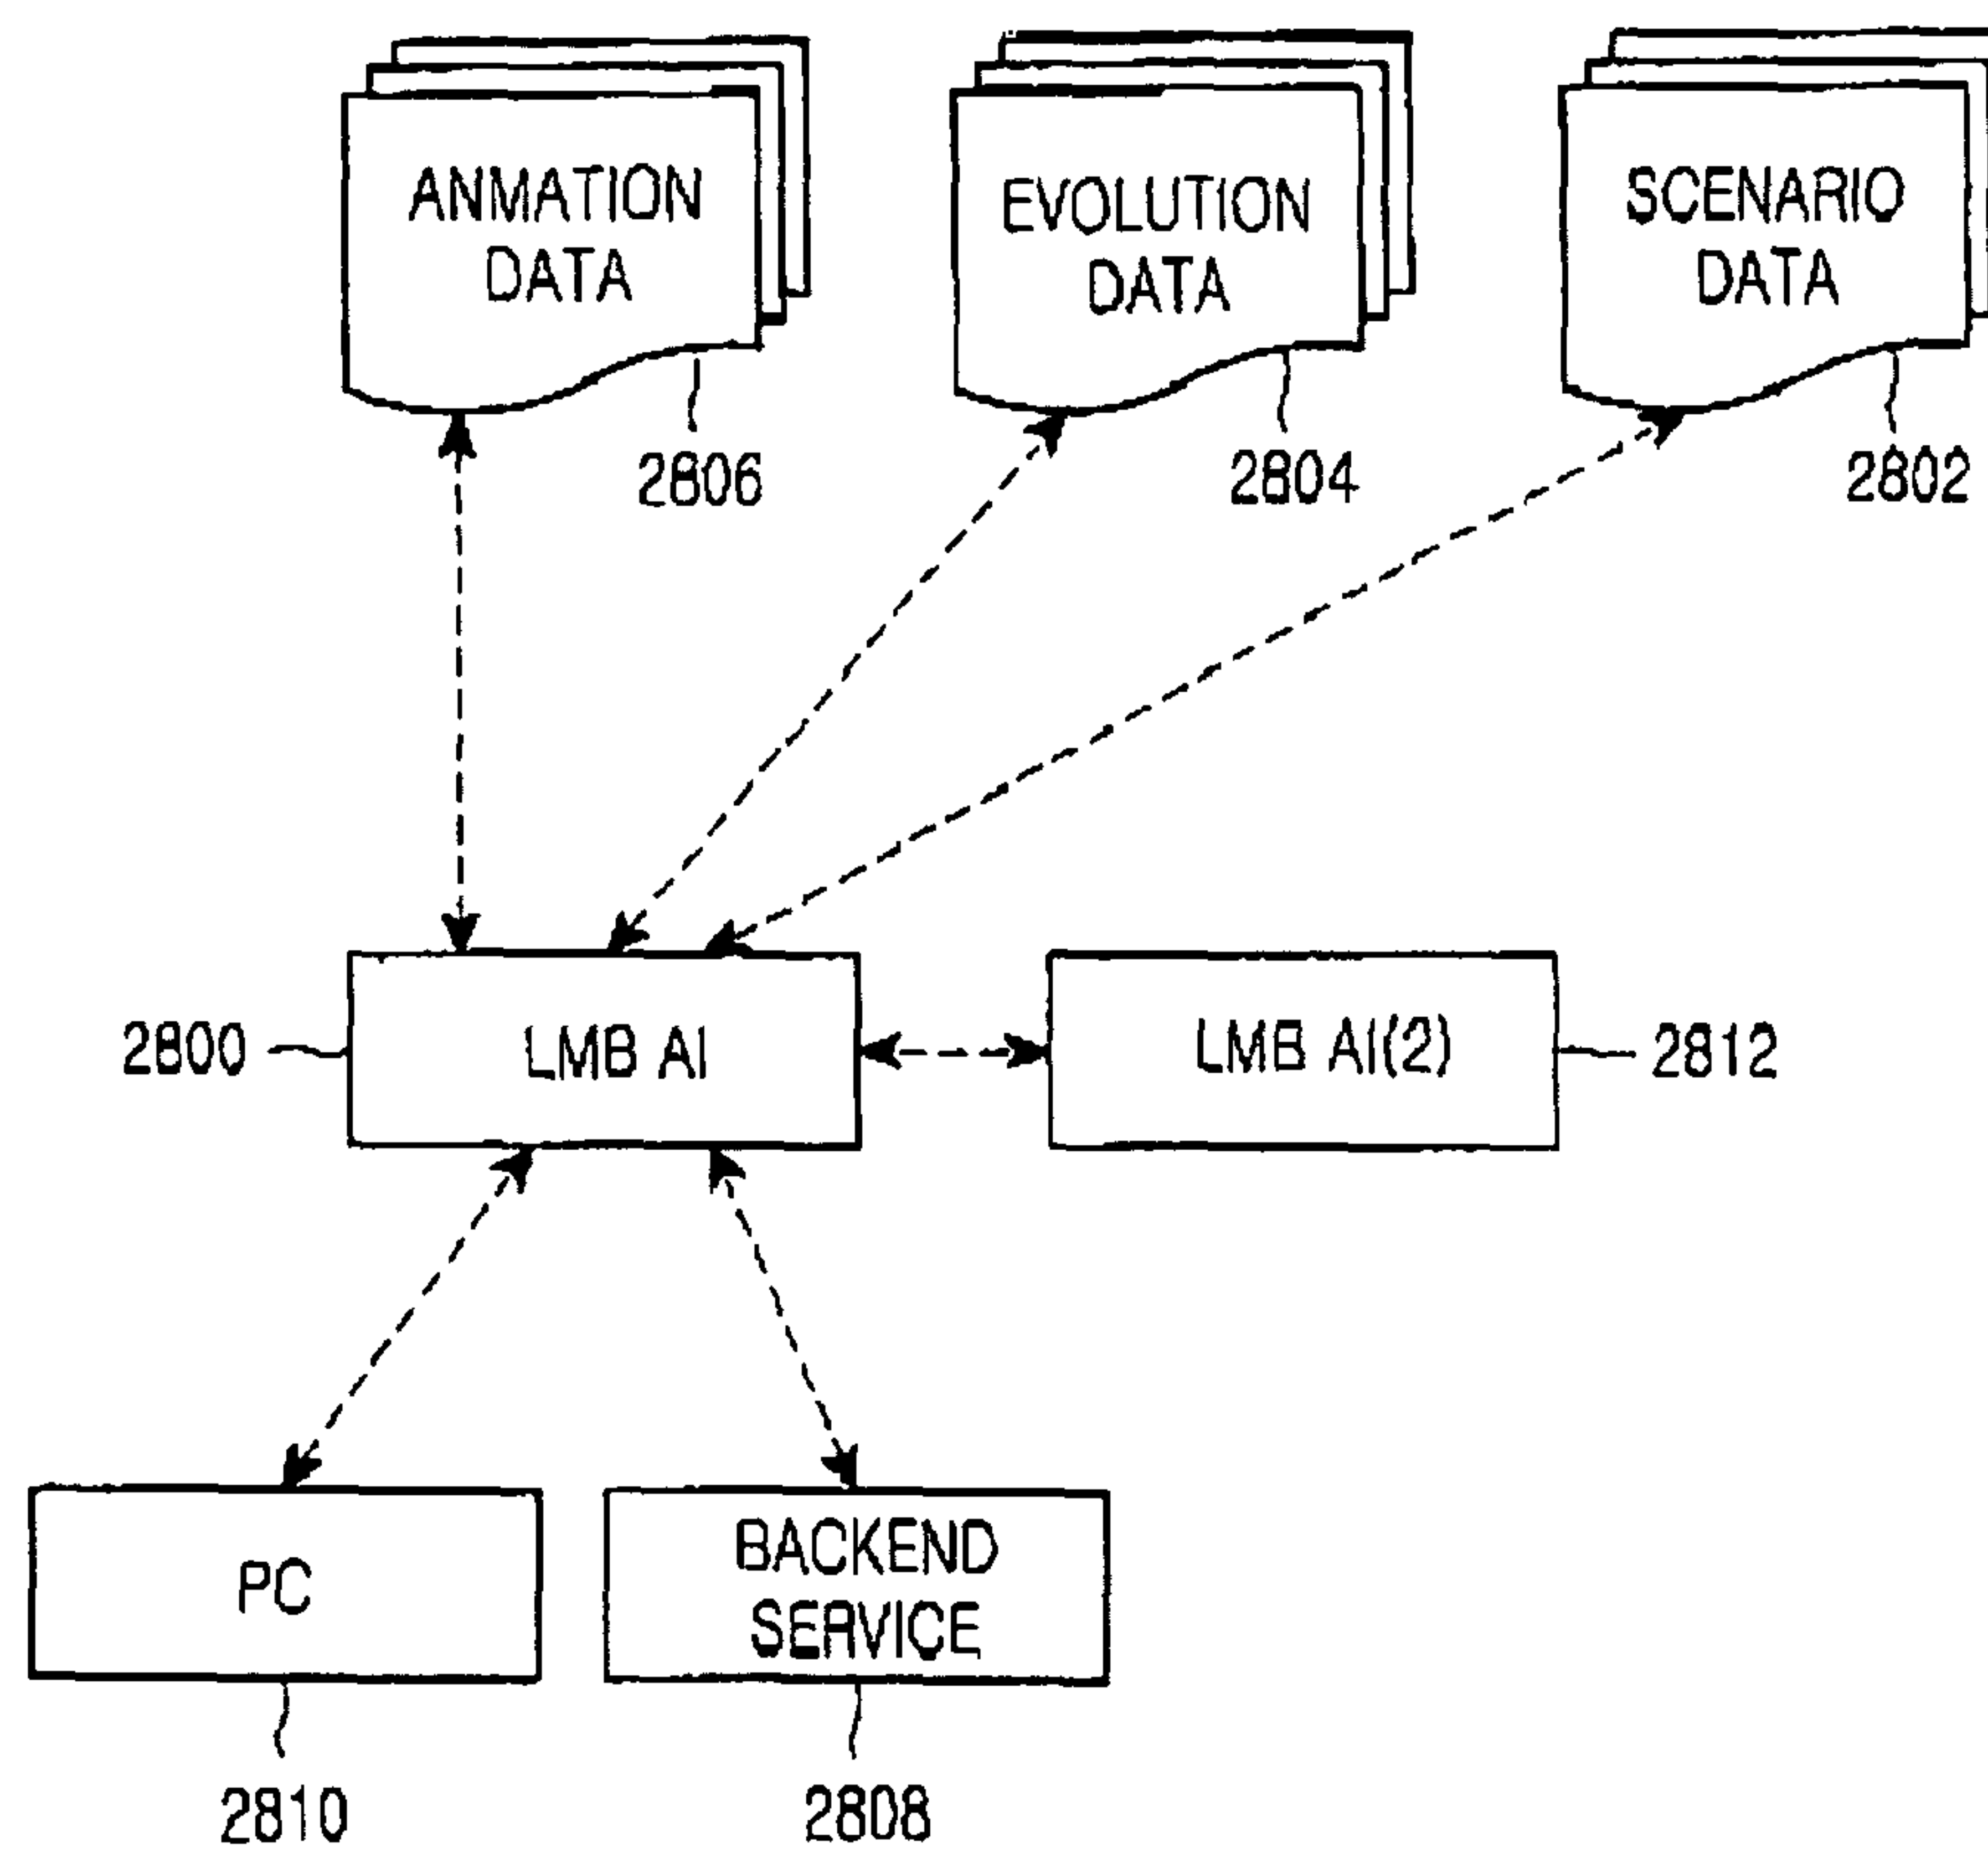 ANMATION
DATA
EVOLUTION
DATA
SCENARIO
DATA
2806
2804
2802
2800
LMB AI
LMB AI(2)
2812
PC
BACKEND
SERVICE
2810
2808